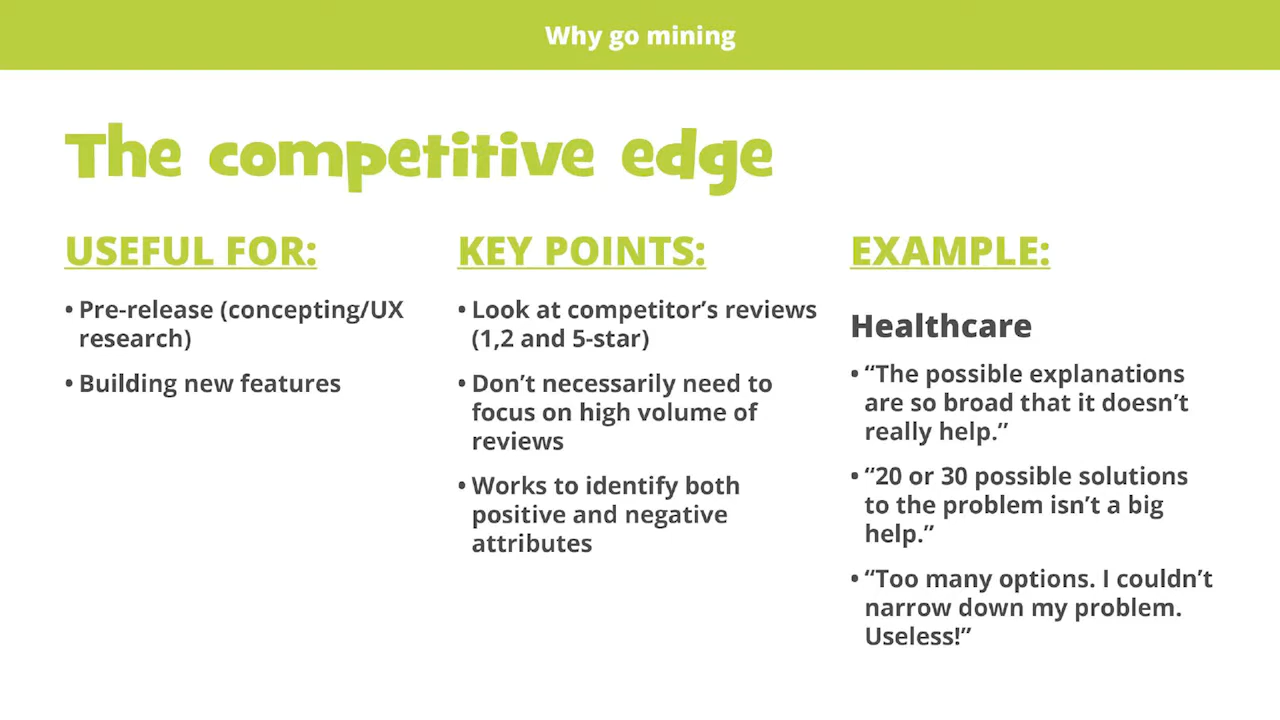 Why go mining
The competitive edge
USEFUL FOR:
• Pre-release (concepting/UX
research)
• Building new features
KEY POINTS:
• Look at competitor’s reviews
(1,2 and 5-star)
• Don’t necessarily need to
focus on high volume of
reviews
• Works to identify both
positive and negative
attributes
EXAMPLE:
Healthcare
• “The possible explanations
are so broad that it doesn’t
really help.”
• “20 or 30 possible solutions
to the problem isn’t a big
help.”
• “Too many options. I couldn’t
narrow down my problem.
Useless!”